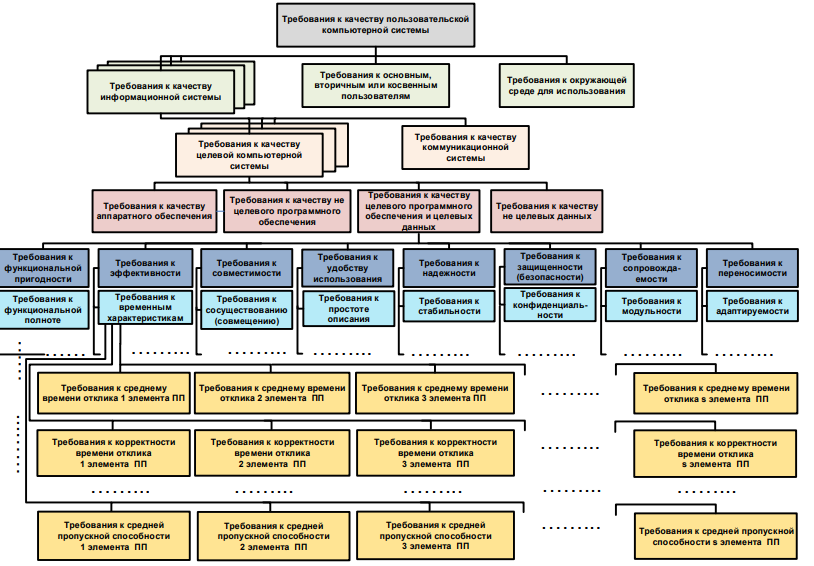 Требования к качеству пользовательской
компьютерной системы
Требования к качеству
информационной системы
Требования к основным,
вторичным или косвенным
пользователям
Требования к окружающей
среде для использования
Требования к качеству
целевой компьютерной
системы
Требования к качеству
коммуникационной
системы
Требования к качеству
аппаратного обеспечения
Требования к качеству не
целевого программного
обеспечения
Требования к качеству
целевого программного
обеспечения и целевых
данных
Требования к качеству
не целевых данных
Требования к
функциональной
пригодности
Требования к
эффективности
Требования к
совместимости
Требования к
удобству
использования
Требования к
надежности
Требования к
защищенности
(безопасности)
Требования к
сопровожда-
емости
Требования к
переносимости
Требования к
функциональной
полноте
Требования к
временным
характеристикам
Требования к
сосуществованию
(совмещению)
Требования к
простоте
описания
Требования к
стабильности
Требования к
конфиденциаль-
ности
Требования к
модульности
Требования к
адаптируемости
Требования к среднему
времени отклика 1 элемента ПП
Требования к среднему времени
отклика 2 элемента ПП
Требования к среднему времени
отклика 3 элемента ПП
Требования к среднему времени
отклика s элемента ПП
Требования к корректности
времени отклика
1 элемента ПП
Требования к корректности
времени отклика
2 элемента ПП
Требования к корректности
времени отклика
3 элемента ПП
Требования к корректности
времени отклика
s элемента ПП
Требования к средней
пропускной способности
1 элемента ПП
Требования к средней
пропускной способности
2 элемента ПП
Требования к средней
пропускной способности
3 элемента ПП
Требования к средней пропускной
способности s элемента ПП